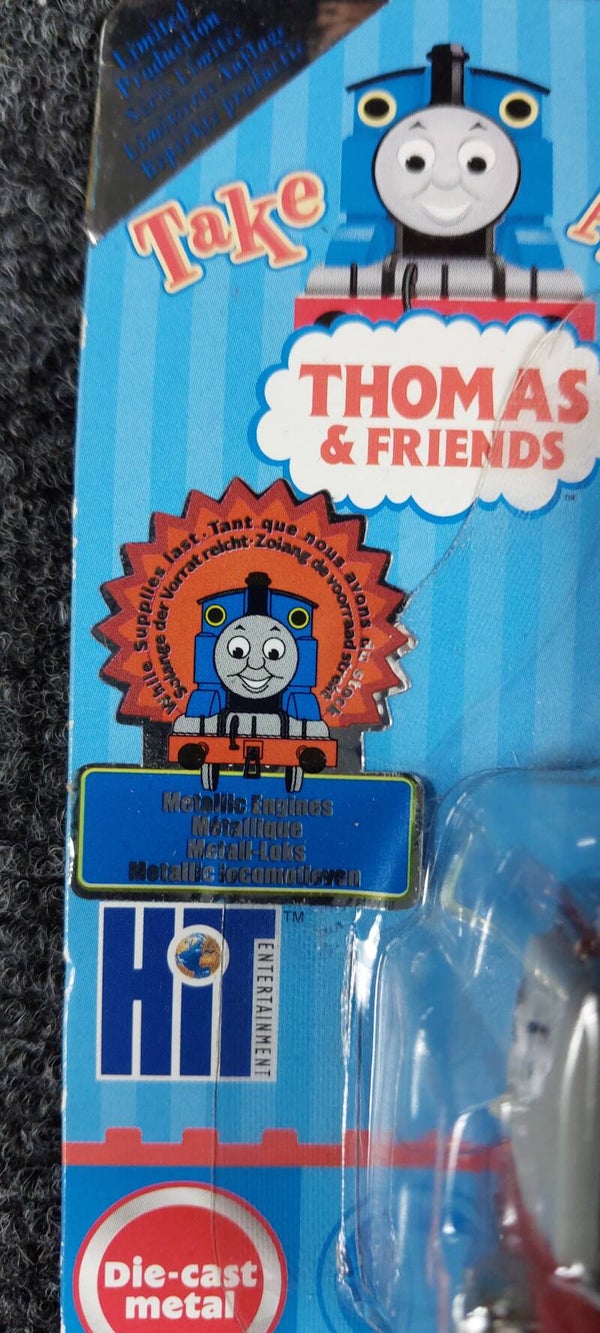 Limited
Production
Série Limitée
Limitierte Auflage
Beperkte productie
Take
THOMAS
& FRIENDS
TM
While Supplies last · Tant que nous avons du stock
Solange der Vorrat reicht · Zolang de voorraad strekt
Metallic Engines
Métallique
Metall-Loks
Metallic locomotieven
HiT
TM
ENTERTAINMENT
Die-cast
metal